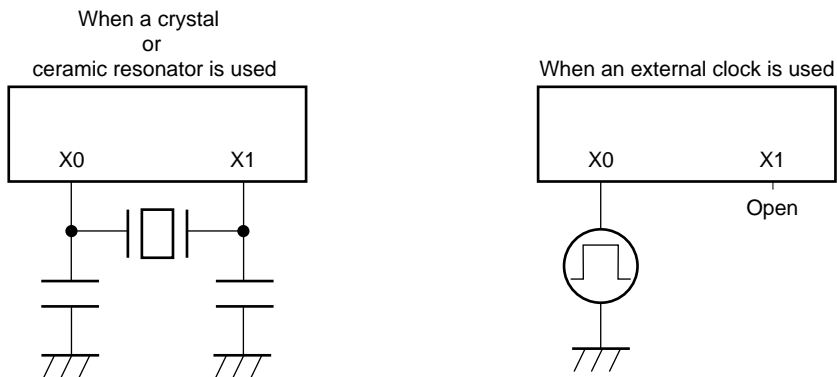 When a crystal
or
ceramic resonator is used
X0
X1
When an external clock is used
X0
X1
Open